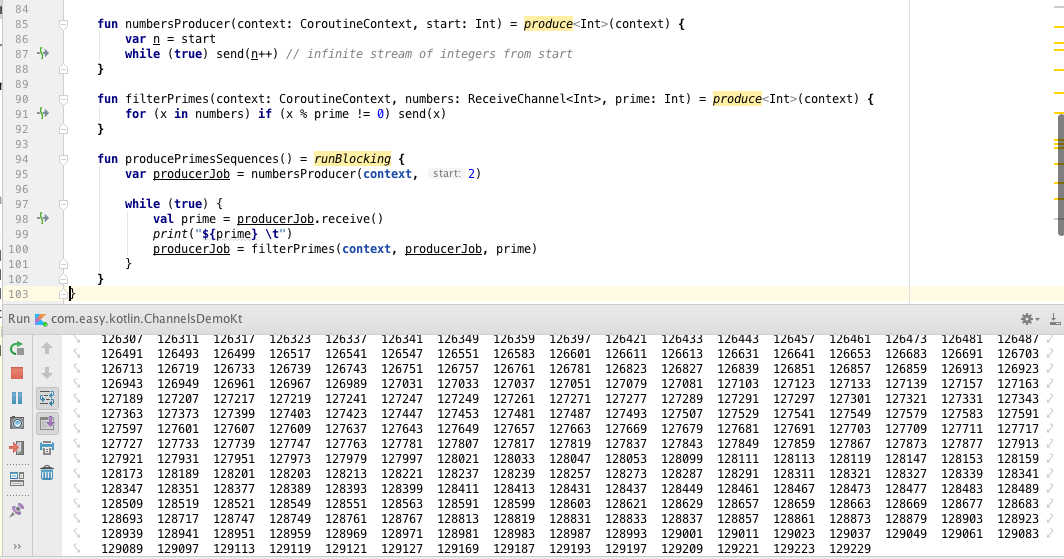 84
85 fun numbersProducer(context: CoroutineContext, start: Int) = produce<Int>(context) {
86 var n = start
87 while (true) send(n++) // infinite stream of integers from start
88 }
89
90 fun filterPrimes(context: CoroutineContext, numbers: ReceiveChannel<Int>, prime: Int) = produce<Int>(context) {
91 for (x in numbers) if (x % prime != 0) send(x)
92 }
93
94 fun producePrimesSequences() = runBlocking {
95 var producerJob = numbersProducer(context, start: 2)
96
97 while (true) {
98 val prime = producerJob.receive()
99 print("${prime} \t")
100 producerJob = filterPrimes(context, producerJob, prime)
101 }
102 }
103 }
Run com.easy.kotlin.ChannelsDemoKt
126307 126311 126317 126323 126337 126341 126349 126359 126397 126421 126433 126443 126457 126461 126473 126481 126487
126491 126493 126499 126517 126541 126547 126551 126583 126601 126611 126613 126631 126641 126653 126683 126691 126703
126713 126719 126733 126739 126743 126751 126757 126761 126781 126823 126827 126839 126851 126857 126859 126913 126923
126943 126949 126961 126967 126989 127031 127033 127037 127051 127079 127081 127103 127123 127133 127139 127157 127163
127189 127207 127217 127219 127241 127247 127249 127261 127271 127277 127289 127291 127297 127301 127321 127331 127343
127363 127373 127399 127403 127423 127447 127453 127481 127487 127493 127507 127529 127541 127549 127579 127583 127591
127597 127601 127607 127609 127637 127643 127649 127657 127663 127669 127679 127681 127691 127703 127709 127711 127717
127727 127733 127739 127747 127763 127781 127807 127817 127819 127837 127843 127849 127859 127867 127873 127877 127913
127921 127931 127951 127973 127979 127997 128021 128033 128047 128053 128099 128111 128113 128119 128147 128153 128159
128173 128189 128201 128203 128213 128221 128237 128239 128257 128273 128287 128291 128311 128321 128327 128339 128341
128347 128351 128377 128389 128393 128399 128411 128413 128431 128437 128449 128461 128467 128473 128477 128483 128489
128509 128519 128521 128549 128551 128563 128591 128599 128603 128621 128629 128657 128659 128663 128669 128677 128683
128693 128717 128747 128749 128761 128767 128813 128819 128831 128833 128837 128857 128861 128873 128879 128903 128923
128939 128941 128951 128959 128969 128971 128981 128983 128987 128993 129001 129011 129023 129037 129049 129061 129083
129089 129097 129113 129119 129121 129127 129169 129187 129193 129197 129209 129221 129223 129229